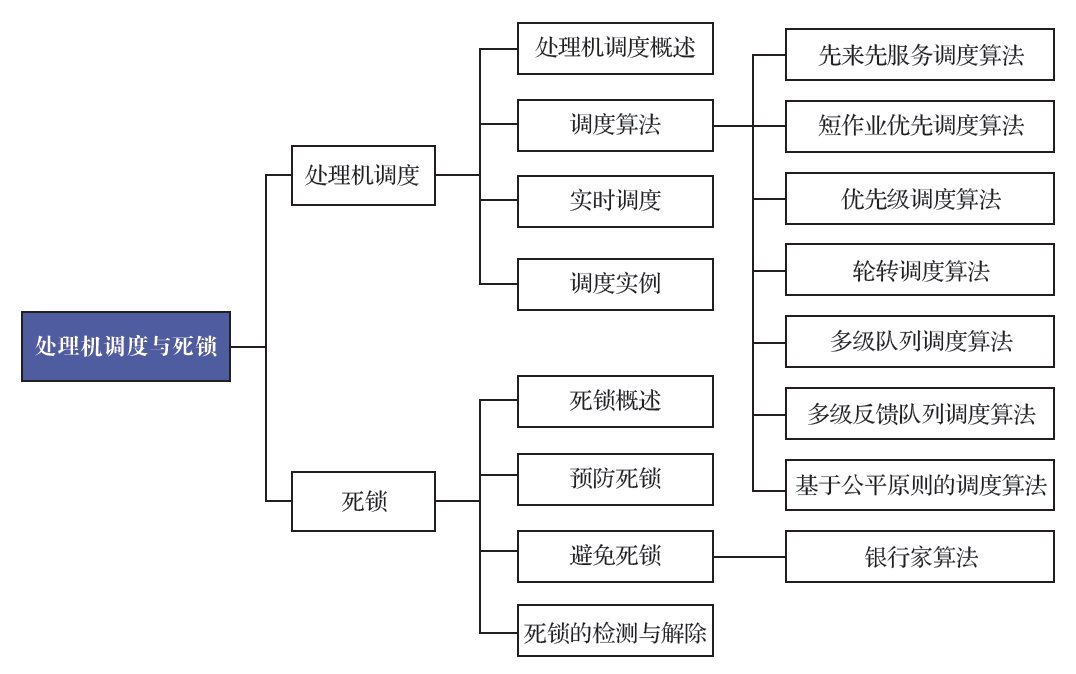 处理机调度与死锁
处理机调度
处理机调度概述
调度算法
先来先服务调度算法
短作业优先调度算法
优先级调度算法
轮转调度算法
多级队列调度算法
多级反馈队列调度算法
基于公平原则的调度算法
实时调度
调度实例
死锁
死锁概述
预防死锁
避免死锁
银行家算法
死锁的检测与解除